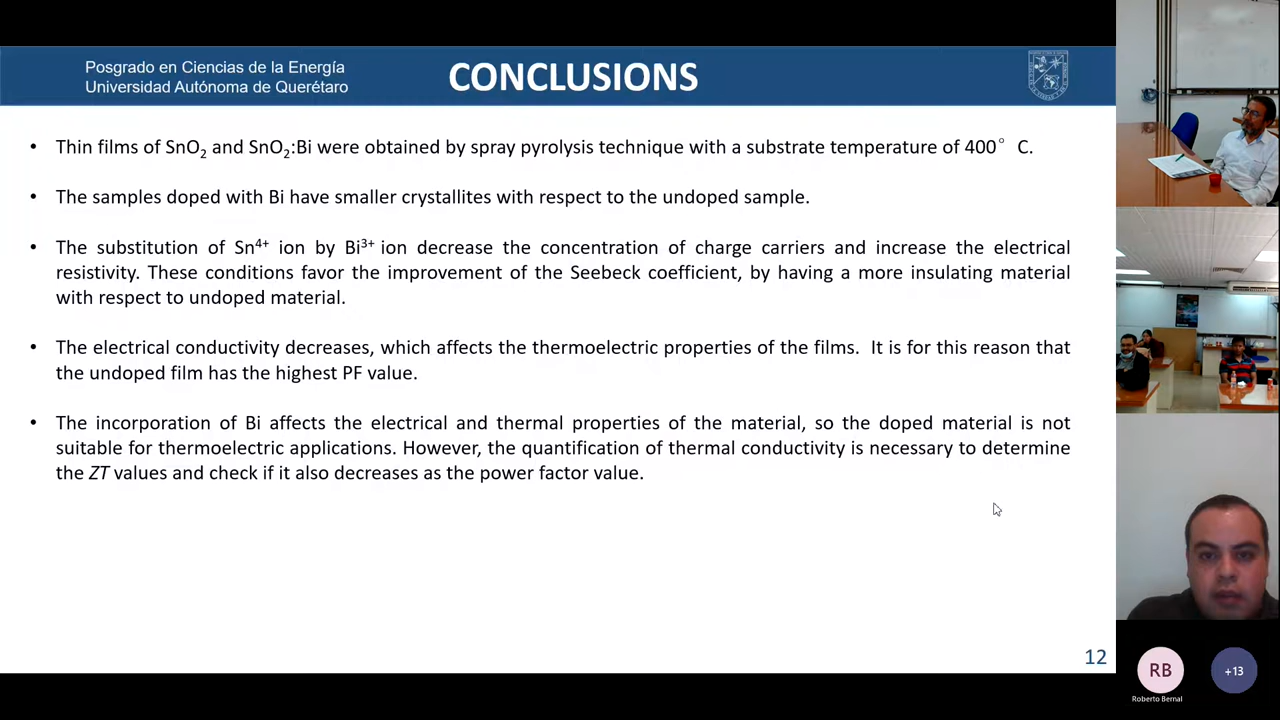 Posgrado en Ciencias de la Energía
Universidad Autónoma de Querétaro
CONCLUSIONS
• Thin films of SnO₂ and SnO₂:Bi were obtained by spray pyrolysis technique with a substrate temperature of 400° C.
• The samples doped with Bi have smaller crystallites with respect to the undoped sample.
• The substitution of Sn⁴⁺ ion by Bi³⁺ ion decrease the concentration of charge carriers and increase the electrical
resistivity. These conditions favor the improvement of the Seebeck coefficient, by having a more insulating material
with respect to undoped material.
• The electrical conductivity decreases, which affects the thermoelectric properties of the films. It is for this reason that
the undoped film has the highest PF value.
• The incorporation of Bi affects the electrical and thermal properties of the material, so the doped material is not
suitable for thermoelectric applications. However, the quantification of thermal conductivity is necessary to determine
the ZT values and check if it also decreases as the power factor value.
12
RB
+13
Roberto Bernal